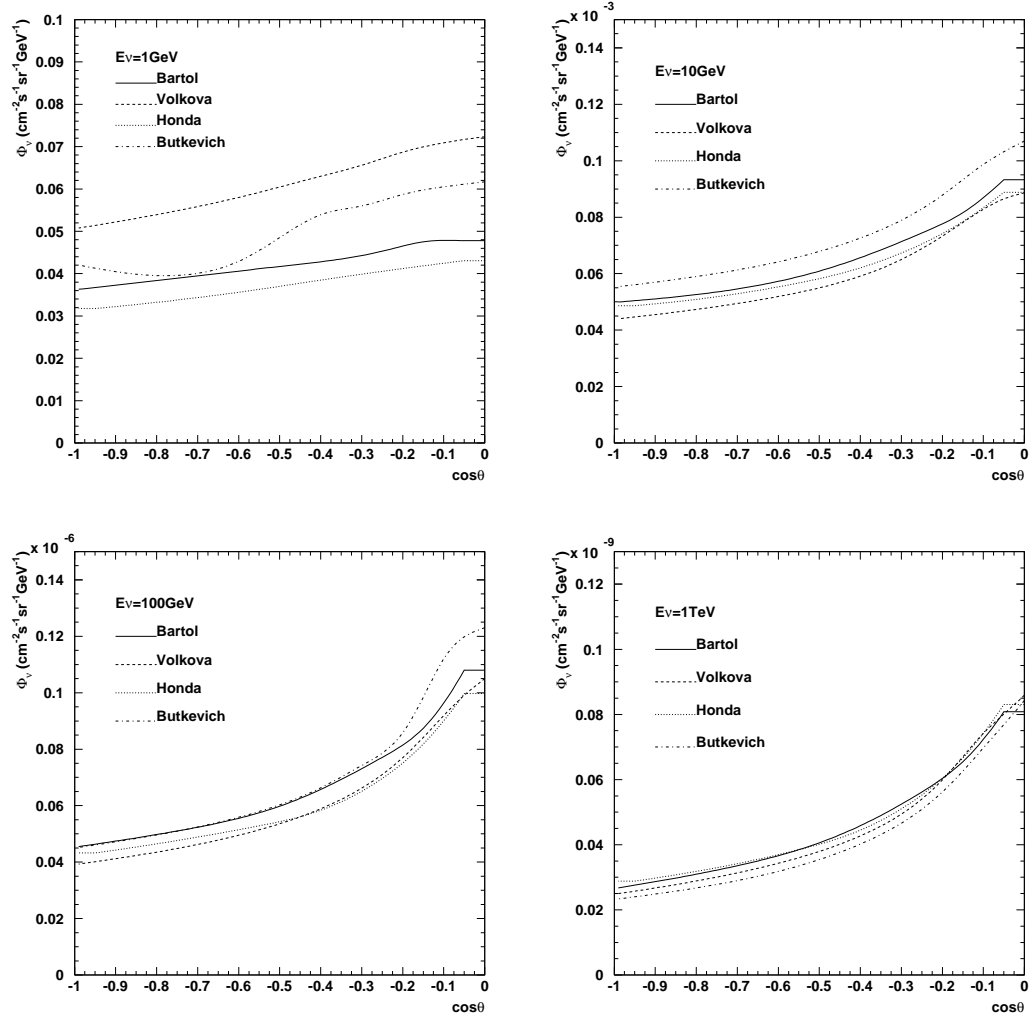 Φν (cm-2s-1sr-1GeV-1)
0.1
0.09
0.08
0.07
0.06
0.05
0.04
0.03
0.02
0.01
0
Eν=1GeV
Bartol
Volkova
Honda
Butkevich
-1 -0.9 -0.8 -0.7 -0.6 -0.5 -0.4 -0.3 -0.2 -0.1 0
cosθ
x 10 -3
Φν (cm-2s-1sr-1GeV-1)
0.14
0.12
0.1
0.08
0.06
0.04
0.02
0
Eν=10GeV
Bartol
Volkova
Honda
Butkevich
-1 -0.9 -0.8 -0.7 -0.6 -0.5 -0.4 -0.3 -0.2 -0.1 0
cosθ
x 10 -6
Φν (cm-2s-1sr-1GeV-1)
0.14
0.12
0.1
0.08
0.06
0.04
0.02
0
Eν=100GeV
Bartol
Volkova
Honda
Butkevich
-1 -0.9 -0.8 -0.7 -0.6 -0.5 -0.4 -0.3 -0.2 -0.1 0
cosθ
x 10 -9
Φν (cm-2s-1sr-1GeV-1)
0.12
0.1
0.08
0.06
0.04
0.02
0
Eν=1TeV
Bartol
Volkova
Honda
Butkevich
-1 -0.9 -0.8 -0.7 -0.6 -0.5 -0.4 -0.3 -0.2 -0.1 0
cosθ